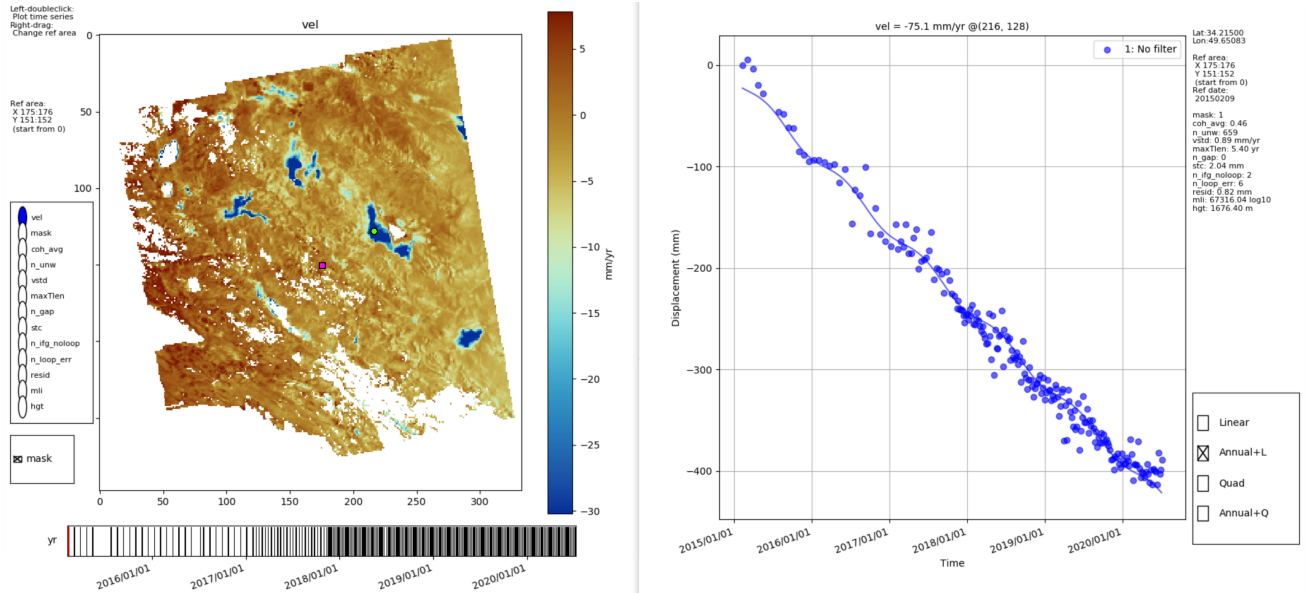 Left-doubleclick:
Plot time series
Right-drag:
Change ref area
vel
0
50
100
0
50
100
150
200
250
300
5
0
−5
−10
−15
−20
−25
−30
mm/yr
Ref area:
X 175:176
Y 151:152
(start from 0)
vel
mask
coh_avg
n_unw
vstd
maxTlen
n_gap
stc
n_ifg_noloop
n_loop_err
resid
mli
hgt
mask
yr
2016/01/01
2017/01/01
2018/01/01
2019/01/01
2020/01/01
vel = -75.1 mm/yr @(216, 128)
1: No filter
0
−100
−200
−300
−400
Displacement (mm)
2015/01/01
2016/01/01
2017/01/01
2018/01/01
2019/01/01
2020/01/01
Time
Lat:34.21500
Lon:49.65083
Ref area:
X 175:176
Y 151:152
(start from 0)
Ref date:
20150209
mask: 1
coh_avg: 0.46
n_unw: 659
vstd: 0.89 mm/yr
maxTlen: 5.40 yr
n_gap: 0
stc: 2.04 mm
n_ifg_noloop: 2
n_loop_err: 6
resid: 0.82 mm
mli: 67316.04 log10
hgt: 1676.40 m
Linear
Annual+L
Quad
Annual+Q